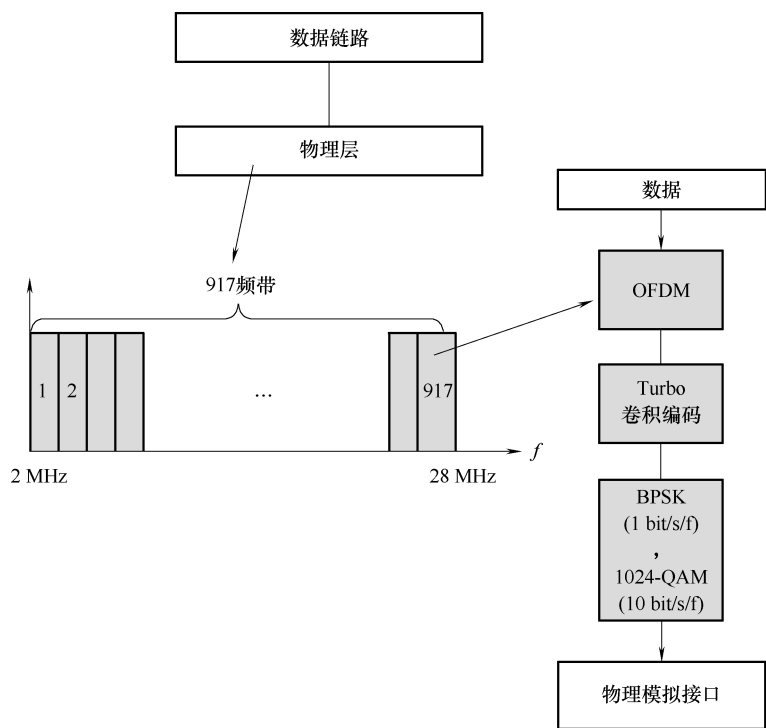 数据链路
物理层
917频带
1
2
...
917
f
2 MHz
28 MHz
数据
OFDM
Turbo
卷积编码
BPSK
(1 bit/s/f)
，
1024-QAM
(10 bit/s/f)
物理模拟接口